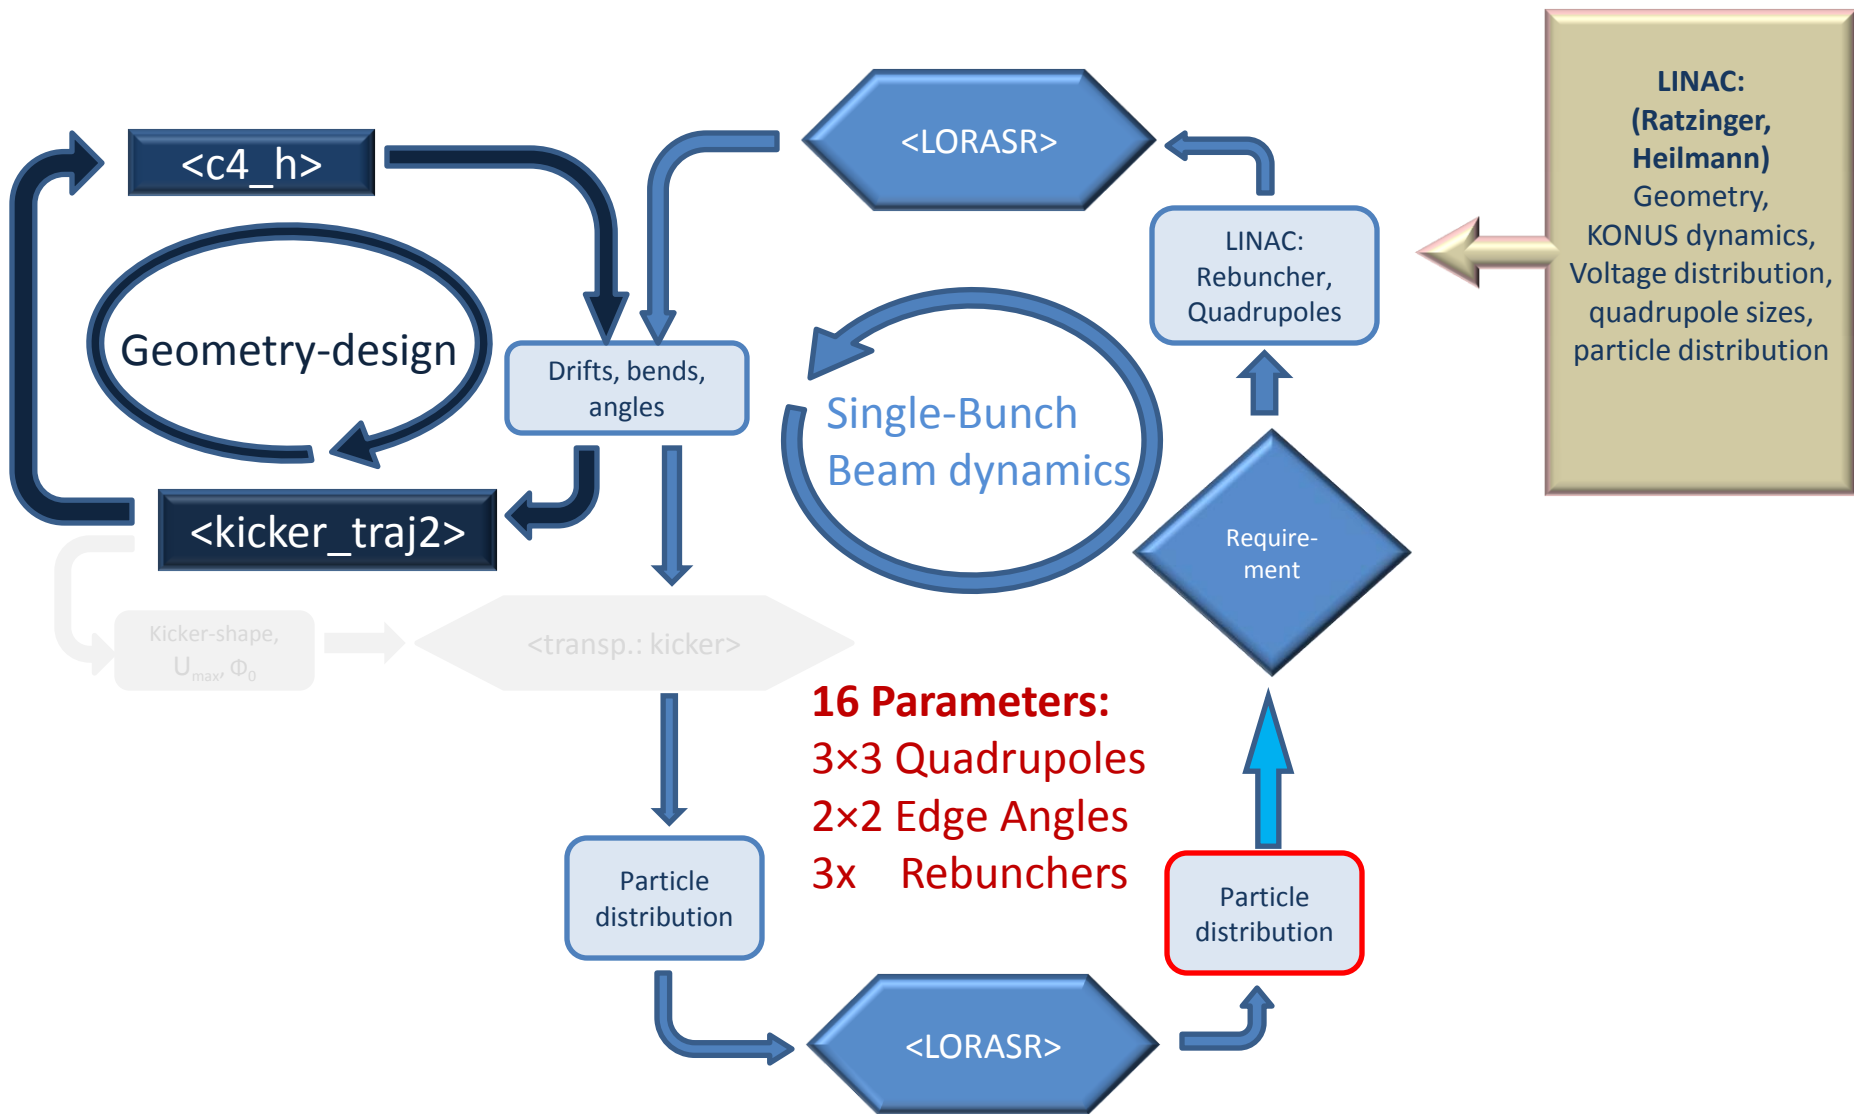 <c4_h>
Geometry-design
<kicker_traj2>
Kicker-shape,
Umax, Φ0
<transp.: kicker>
Drifts, bends,
angles
<LORASR>
LINAC:
Rebuncher,
Quadrupoles
LINAC:
(Ratzinger,
Heilmann)
Geometry,
KONUS dynamics,
Voltage distribution,
quadrupole sizes,
particle distribution
Single-Bunch
Beam dynamics
Require-
ment
16 Parameters:
3×3 Quadrupoles
2×2 Edge Angles
3x Rebunchers
Particle
distribution
<LORASR>
Particle
distribution